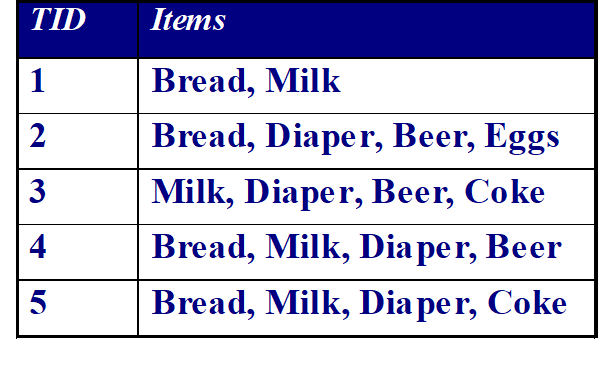 TID Items
1 Bread, Milk
2 Bread, Diaper, Beer, Eggs
3 Milk, Diaper, Beer, Coke
4 Bread, Milk, Diaper, Beer
5 Bread, Milk, Diaper, Coke